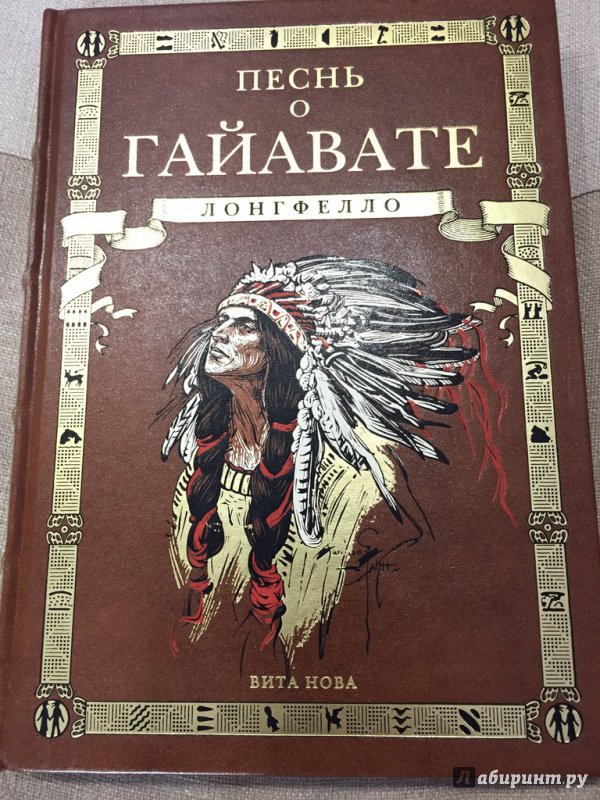 ПЕСНЬ
О
ГАЙАВАТЕ
ЛОНГФЕЛЛО
ВИТА НОВА
Лабиринт.ру